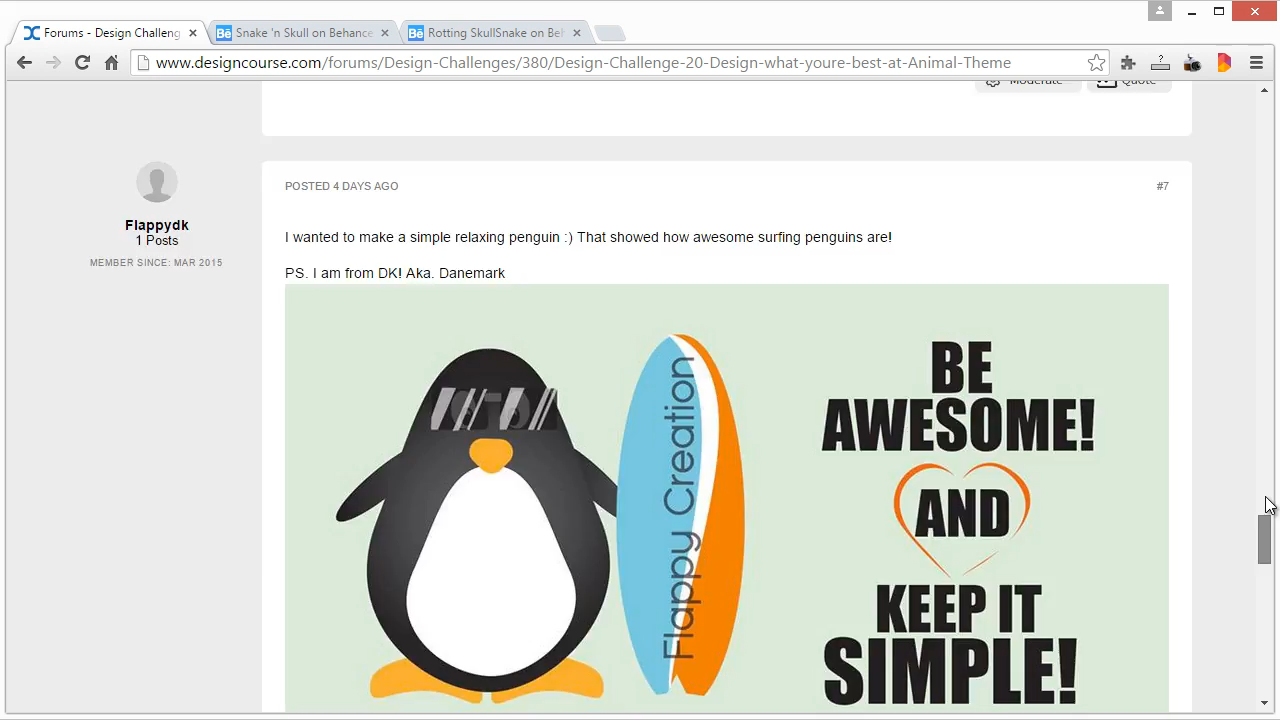 Forums - Design Challeng
Bē Snake 'n Skull on Behance
Bē Rotting SkullSnake on Beh
www.designcourse.com/forums/Design-Challenges/380/Design-Challenge-20-Design-what-youre-best-at-Animal-Theme
Moderate
Quote
POSTED 4 DAYS AGO
#7
Flappydk
1 Posts
MEMBER SINCE: MAR 2015
I wanted to make a simple relaxing penguin :) That showed how awesome surfing penguins are!
PS. I am from DK! Aka. Danemark
Flappy Creation
BE
AWESOME!
AND
KEEP IT
SIMPLE!